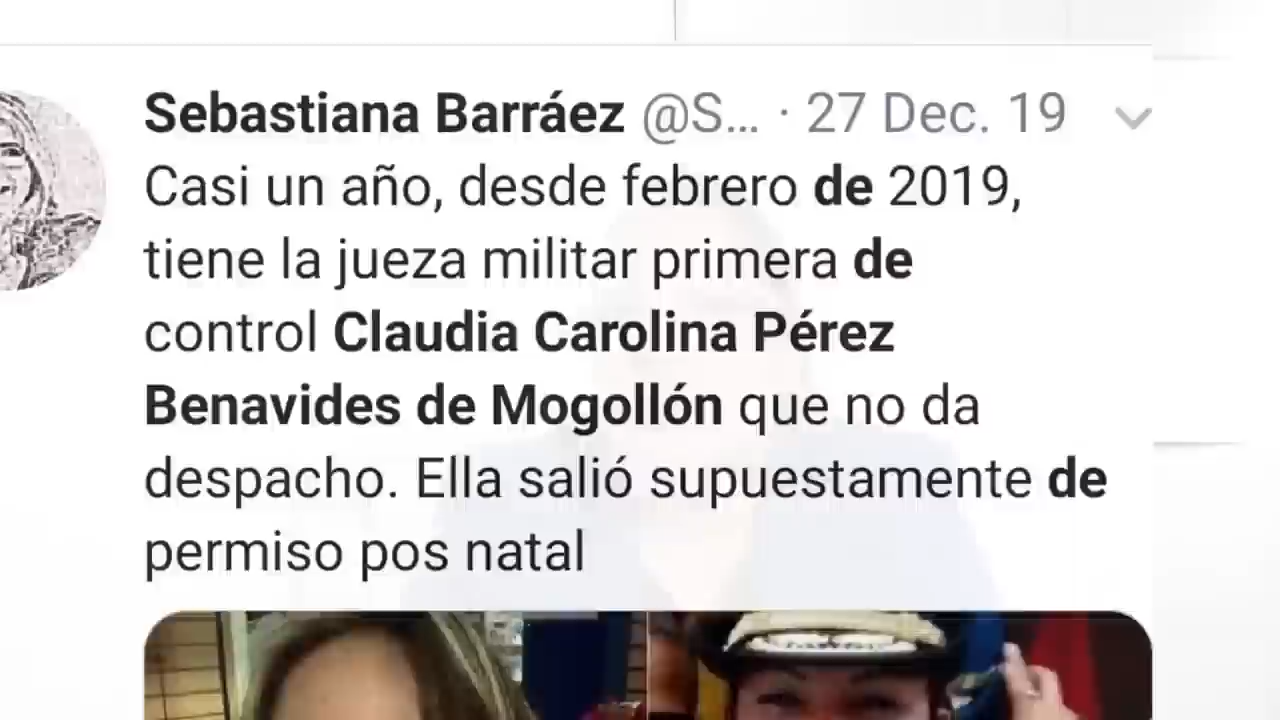 Sebastiana Barráez @S... · 27 Dec. 19
Casi un año, desde febrero de 2019,
tiene la jueza militar primera de
control Claudia Carolina Pérez
Benavides de Mogollón que no da
despacho. Ella salió supuestamente de
permiso pos natal